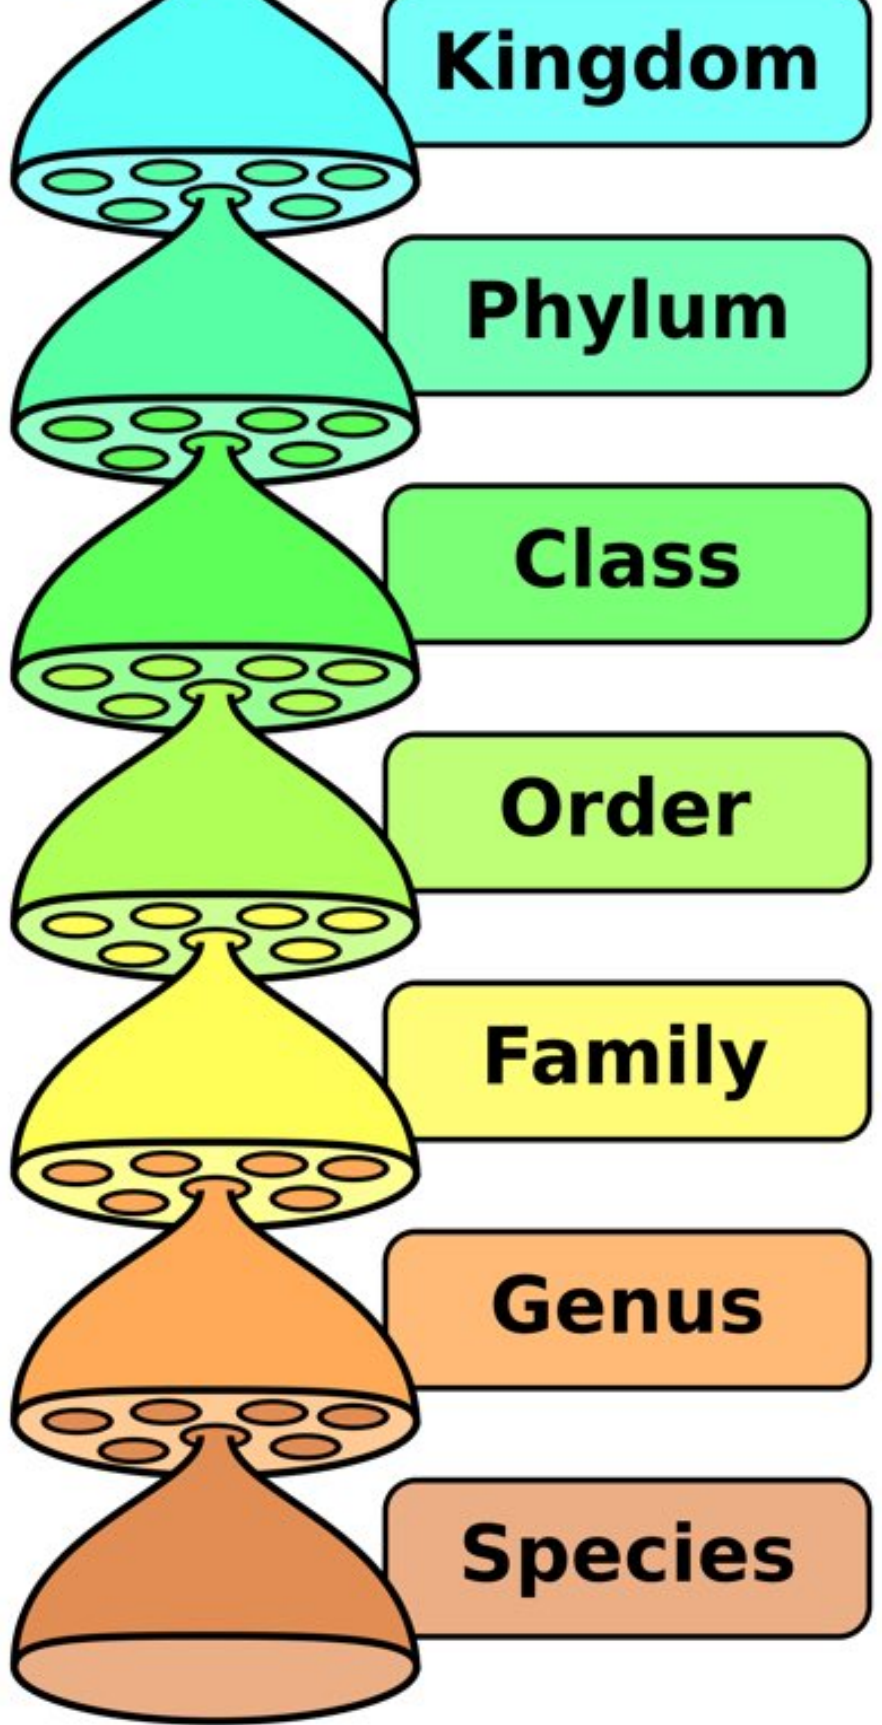 Kingdom
Phylum
Class
Order
Family
Genus
Species